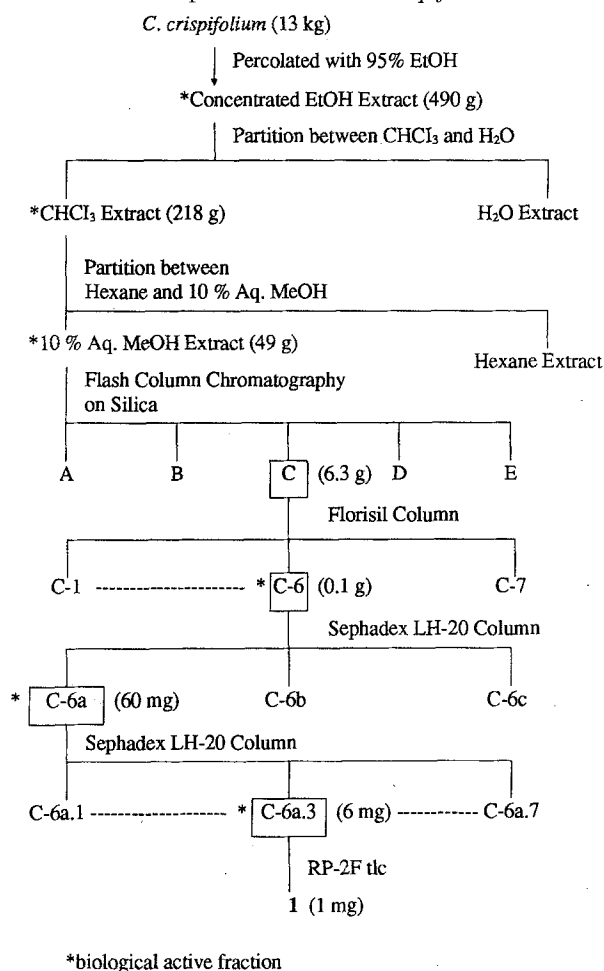 C. crispifolium (13 kg)
Percolated with 95% EtOH
*Concentrated EtOH Extract (490 g)
Partition between CHCI₃ and H₂O
*CHCI₃ Extract (218 g)
H₂O Extract
Partition between
Hexane and 10 % Aq. MeOH
*10 % Aq. MeOH Extract (49 g)
Hexane Extract
Flash Column Chromatography
on Silica
A B C (6.3 g) D E
Florisil Column
C-1 ---------------------- * C-6 (0.1 g) C-7
Sephadex LH-20 Column
* C-6a (60 mg) C-6b C-6c
Sephadex LH-20 Column
C-6a.1 -------------------- * C-6a.3 (6 mg) ----------- C-6a.7
RP-2F tlc
1 (1 mg)
*biological active fraction